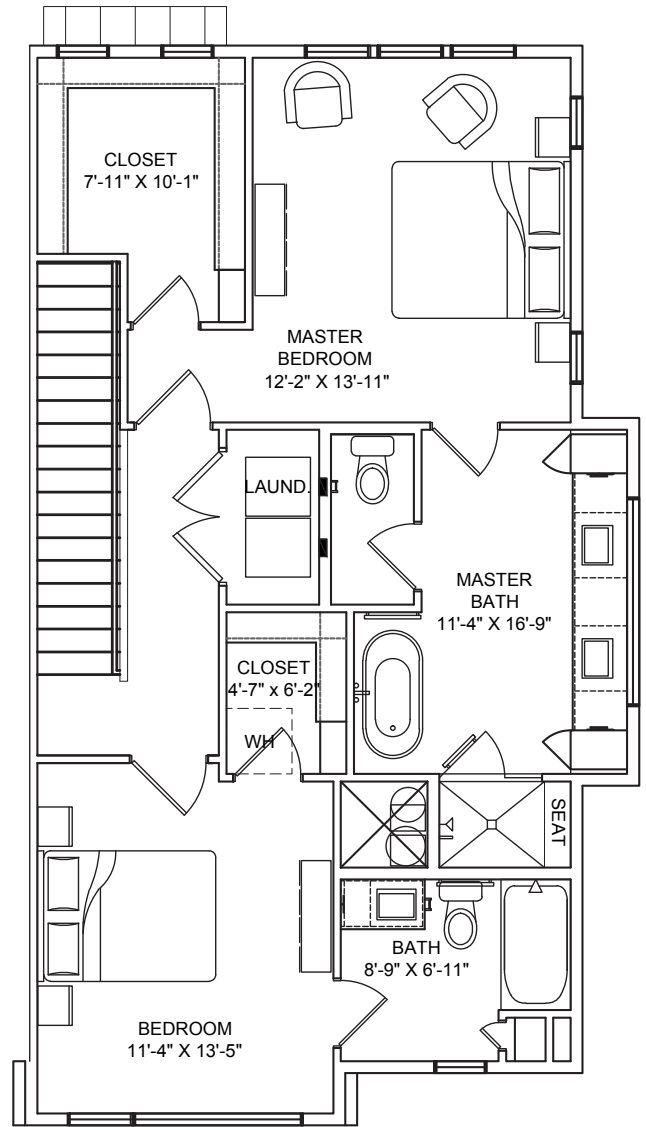 CLOSET
7'-11" X 10'-1"
MASTER
BEDROOM
12'-2" X 13'-11"
LAUND.
MASTER
BATH
11'-4" X 16'-9"
CLOSET
4'-7" x 6'-2"
WH
SEAT
BATH
8'-9" X 6'-11"
BEDROOM
11'-4" X 13'-5"